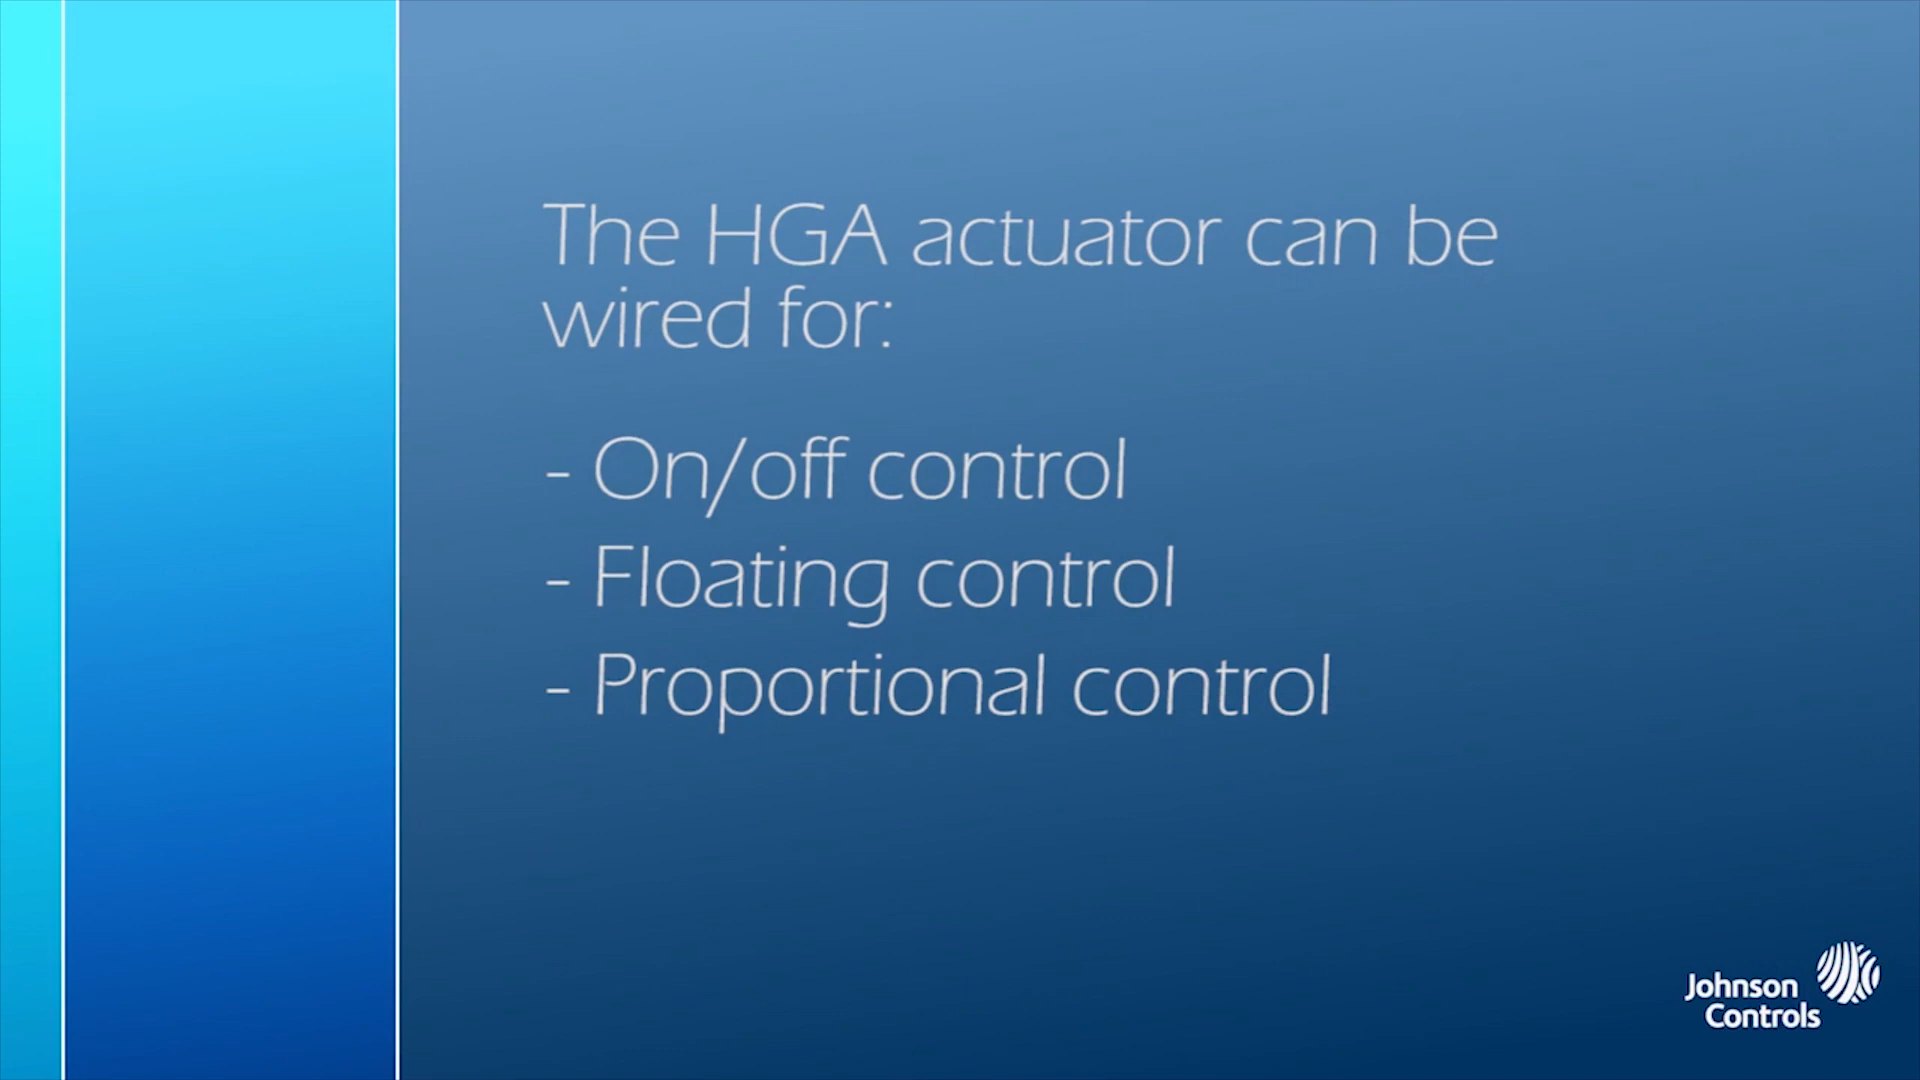 The HGA actuator can be
wired for:
- On/off control
- Floating control
- Proportional control
Johnson
Controls